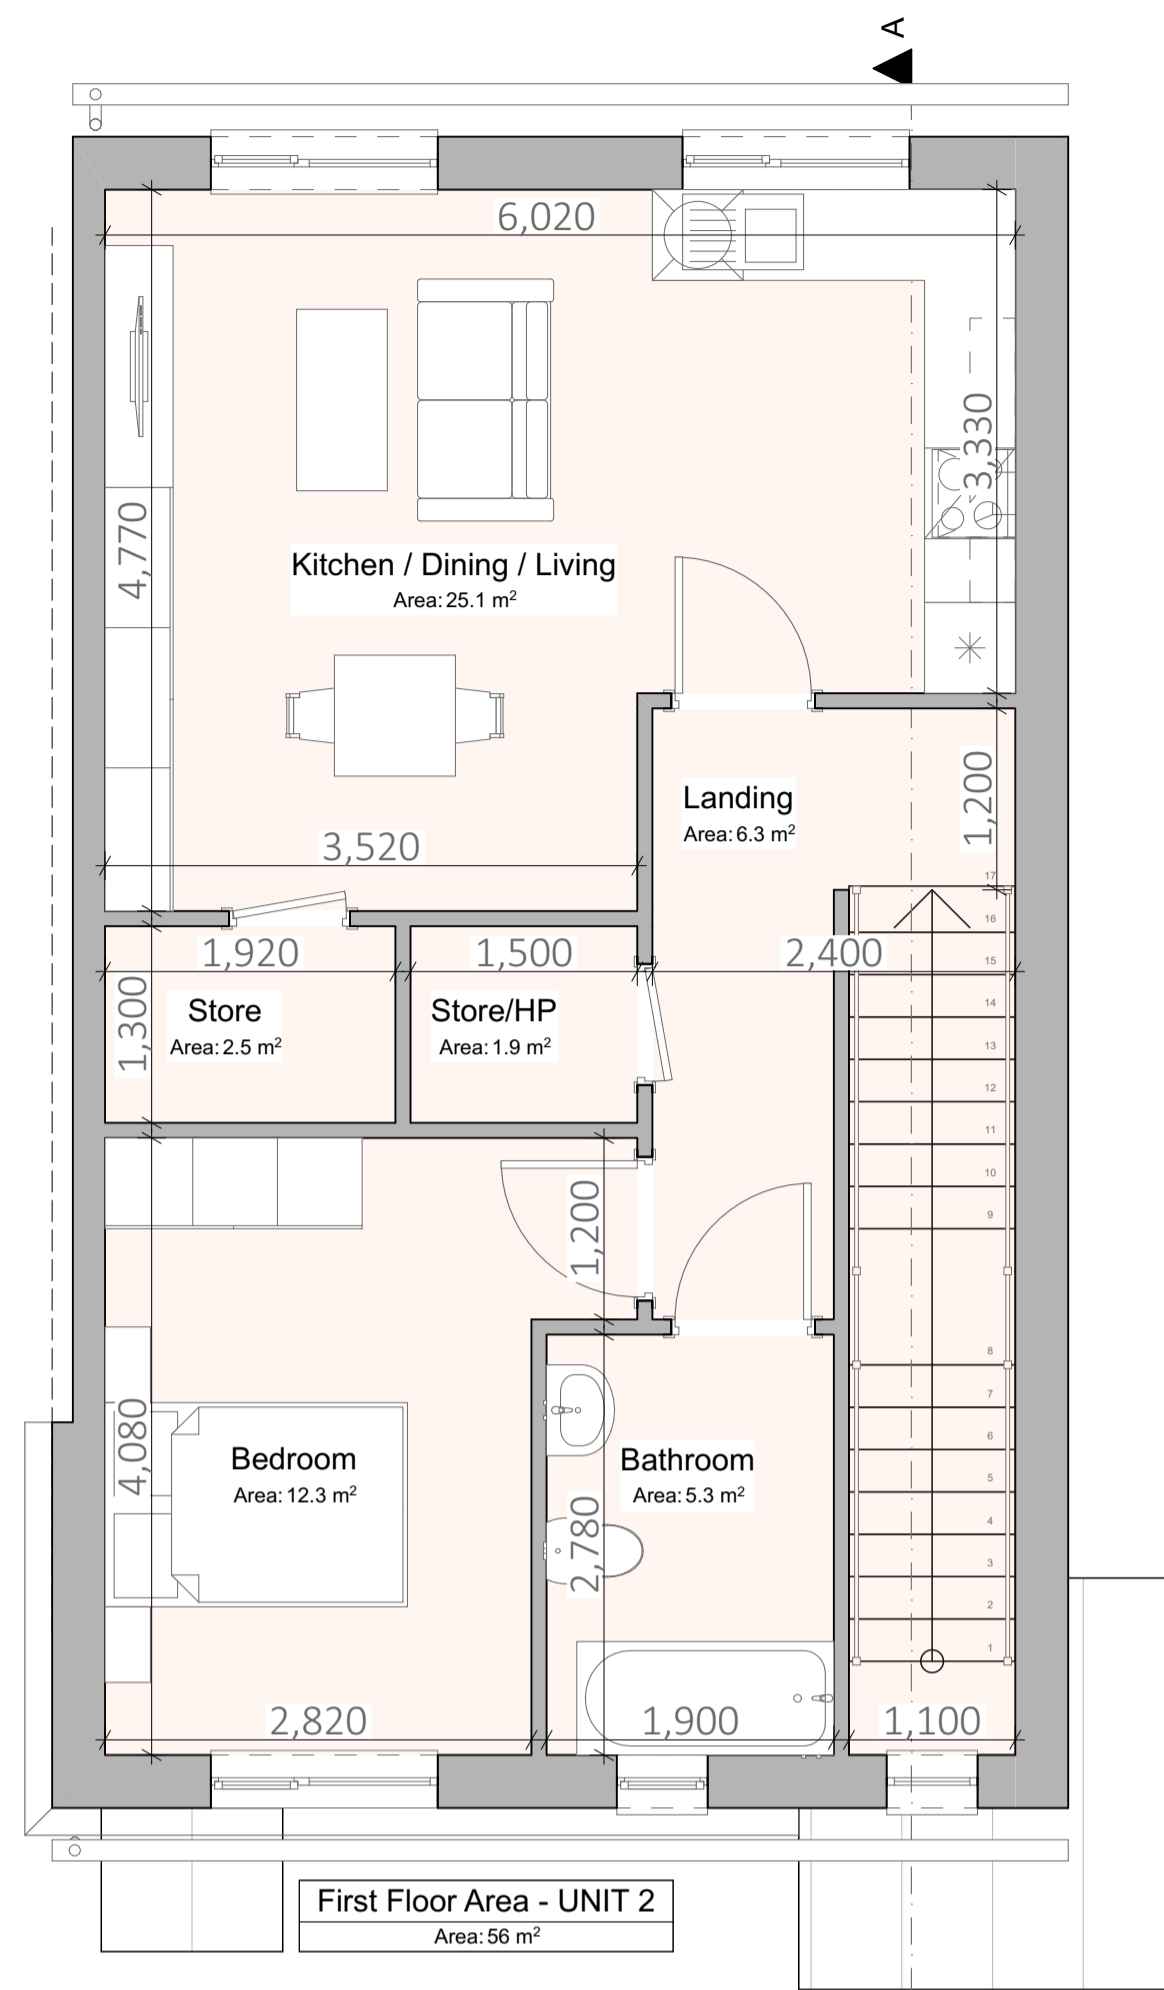 A
6,020
3,330
4,770
Kitchen / Dining / Living
Area: 25.1 m²
Landing
Area: 6.3 m²
1,200
3,520
17
16
15
14
13
12
11
10
9
8
7
6
5
4
3
2
1
1,920
1,500
2,400
Store
Area: 2.5 m²
1,300
Store/HP
Area: 1.9 m²
1,200
4,080
Bedroom
Area: 12.3 m²
Bathroom
Area: 5.3 m²
2,780
2,820
1,900
1,100
First Floor Area - UNIT 2
Area: 56 m²